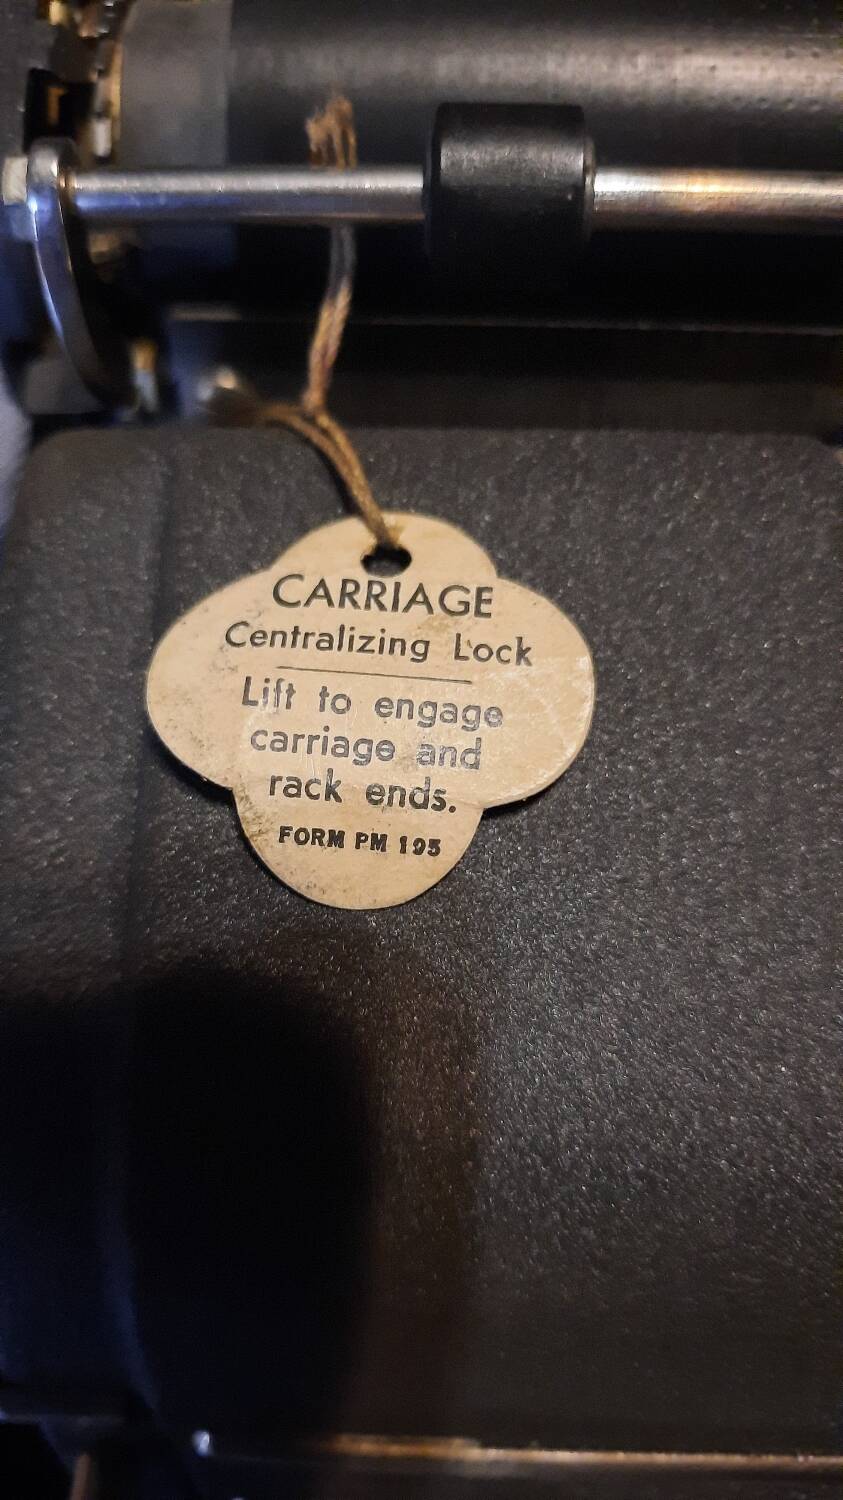 CARRIAGE
Centralizing Lock
Lift to engage
carriage and
rack ends.
FORM PM 195